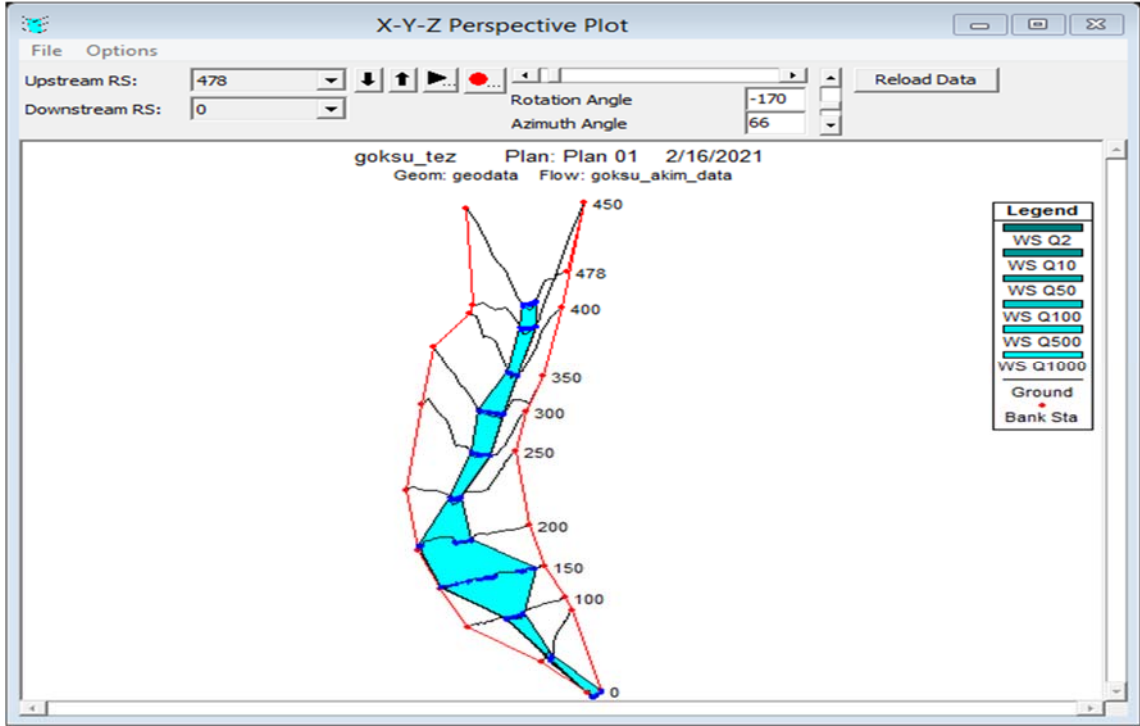 X-Y-Z Perspective Plot
File Options
Upstream RS: 478
Downstream RS: 0
Rotation Angle -170
Azimuth Angle 66
Reload Data
goksu_tez Plan: Plan 01 2/16/2021
Geom: geodata Flow: goksu_akim_data
450
478
400
350
300
250
200
150
100
0
Legend
WS Q2
WS Q10
WS Q50
WS Q100
WS Q500
WS Q1000
Ground
Bank Sta